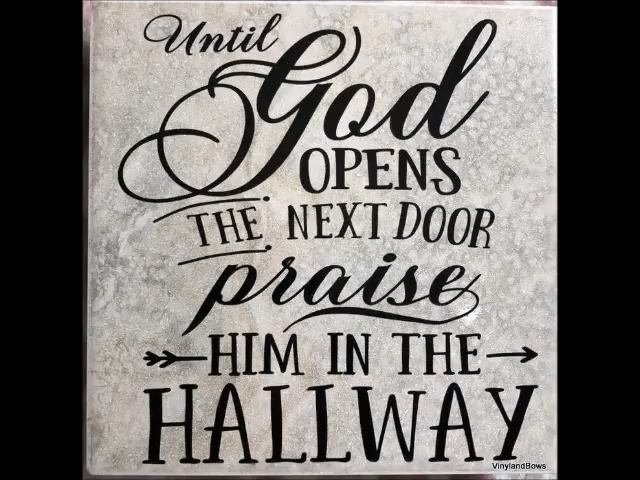 Until
God
OPENS
THE NEXT DOOR
praise
HIM IN THE
HALLWAY
VinylandBows